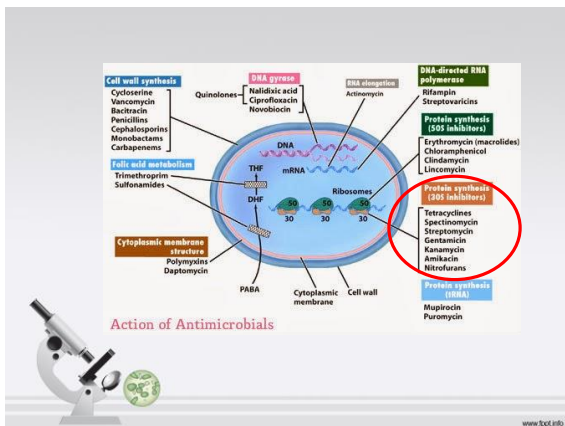 Cell wall synthesis
Cycloserine
Vancomycin
Bacitracin
Penicillins
Cephalosporins
Monobactams
Carbapenems
DNA gyrase
Quinolones
Nalidixic acid
Ciprofloxacin
Novobiocin
RNA elongation
Actinomycin
DNA-directed RNA
polymerase
Rifampin
Streptovaricins
Protein synthesis
(50S inhibitors)
Erythromycin (macrolides)
Chloramphenicol
Clindamycin
Lincomycin
Folic acid metabolism
Trimethroprim
Sulfonamides
DNA
THF
mRNA
Ribosomes
DHF
50
50
50
30
30
30
Protein synthesis
(30S inhibitors)
Tetracyclines
Spectinomycin
Streptomycin
Gentamicin
Kanamycin
Amikacin
Nitrofurans
Cytoplasmic membrane
structure
Polymyxins
Daptomycin
PABA
Cytoplasmic
membrane
Cell wall
Protein synthesis
(tRNA)
Mupirocin
Puromycin
Action of Antimicrobials
www.fppt.info